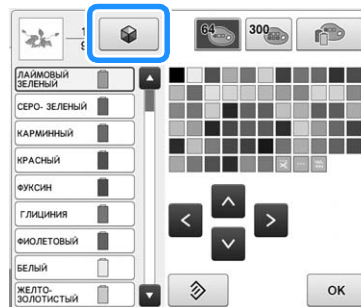 64
300
ЛАЙМОВЫЙ
ЗЕЛЕНЫЙ
СЕРО- ЗЕЛЕНЫЙ
КАРМИННЫЙ
КРАСНЫЙ
ФУКСИН
ГЛИЦИНИЯ
ФИОЛЕТОВЫЙ
БЕЛЫЙ
ЖЕЛТО-
ЗОЛОТИСТЫЙ
OK